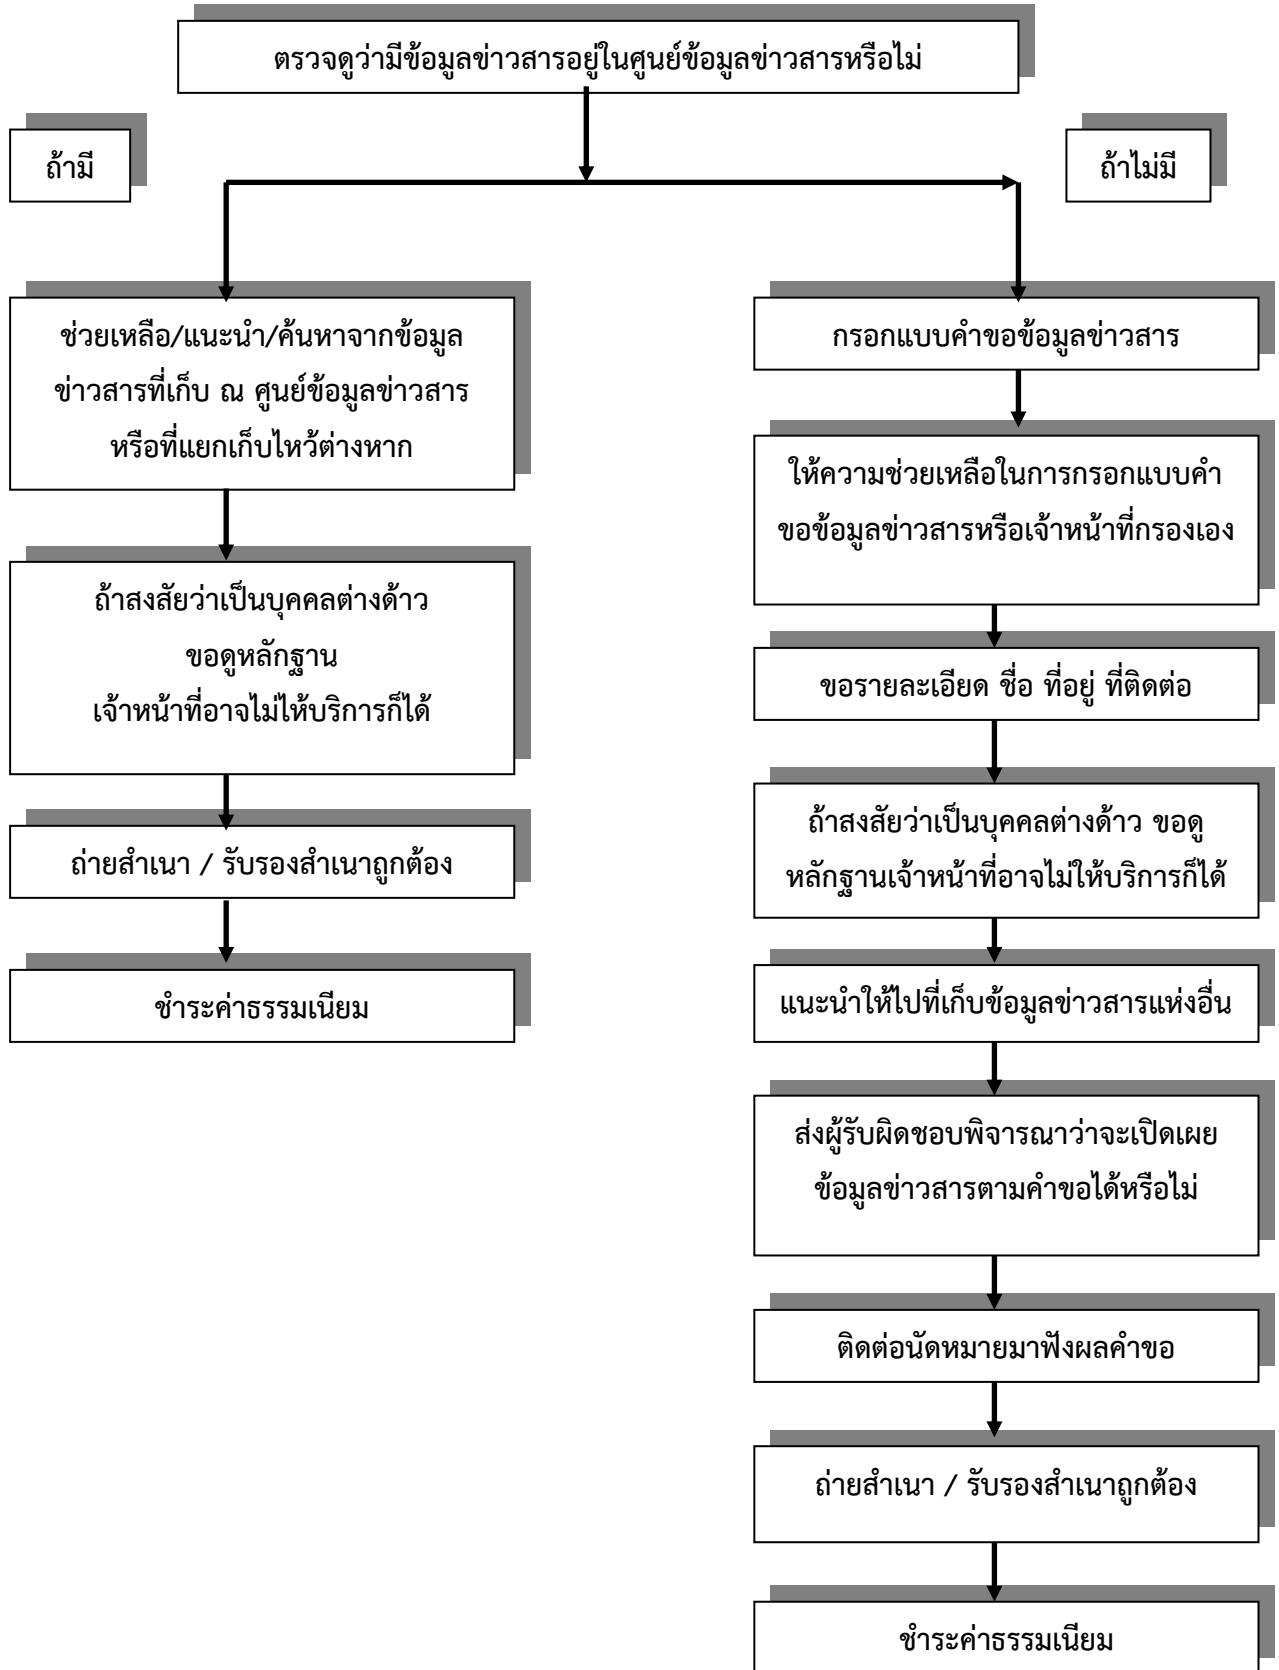 ตรวจดูว่ามีข้อมูลข่าวสารอยู่ในศูนย์ข้อมูลข่าวสารหรือไม่
ถ้ามี
ถ้าไม่มี
ช่วยเหลือ/แนะนำ/ค้นหาจากข้อมูล
ข่าวสารที่เก็บ ณ ศูนย์ข้อมูลข่าวสาร
หรือที่แยกเก็บไหว้ต่างหาก
ถ้าสงสัยว่าเป็นบุคคลต่างด้าว
ขอดูหลักฐาน
เจ้าหน้าที่อาจไม่ไห้บริการก็ได้
ถ่ายสำเนา / รับรองสำเนาถูกต้อง
ชำระค่าธรรมเนียม
กรอกแบบคำขอข้อมูลข่าวสาร
ให้ความช่วยเหลือในการกรอกแบบคำ
ขอข้อมูลข่าวสารหรือเจ้าหน้าที่กรองเอง
ขอรายละเอียด ชื่อ ที่อยู่ ที่ติดต่อ
ถ้าสงสัยว่าเป็นบุคคลต่างด้าว ขอดู
หลักฐานเจ้าหน้าที่อาจไม่ให้บริการก็ได้
แนะนำให้ไปที่เก็บข้อมูลข่าวสารแห่งอื่น
ส่งผู้รับผิดชอบพิจารณาว่าจะเปิดเผย
ข้อมูลข่าวสารตามคำขอได้หรือไม่
ติดต่อนัดหมายมาฟังผลคำขอ
ถ่ายสำเนา / รับรองสำเนาถูกต้อง
ชำระค่าธรรมเนียม